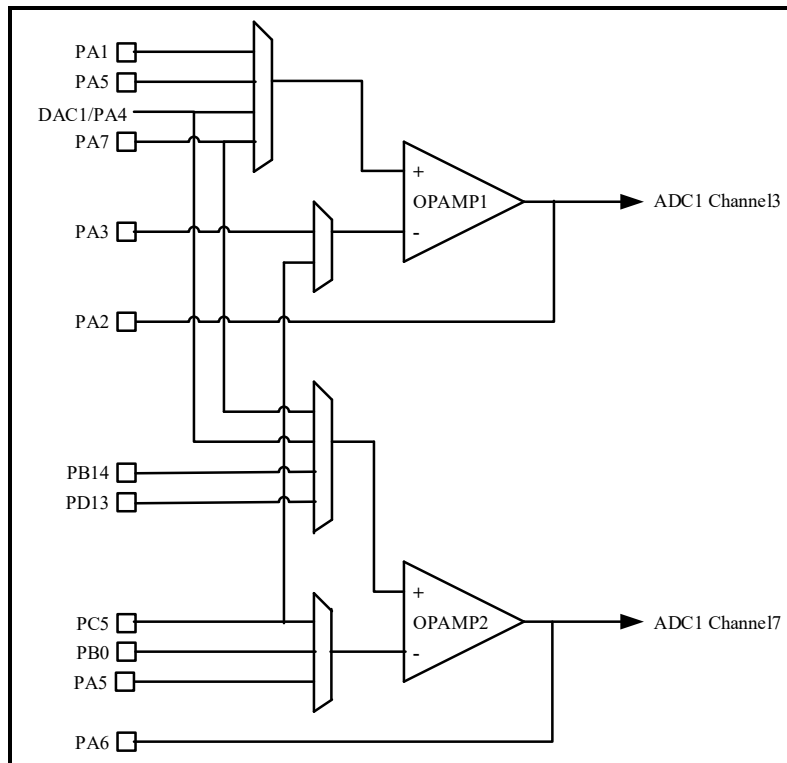 PA1
PA5
DAC1/PA4
PA7
+
OPAMP1
ADC1 Channel3
PA3
-
PA2
PB14
PD13
+
PC5
OPAMP2
ADC1 Channel7
PB0
-
PA5
PA6